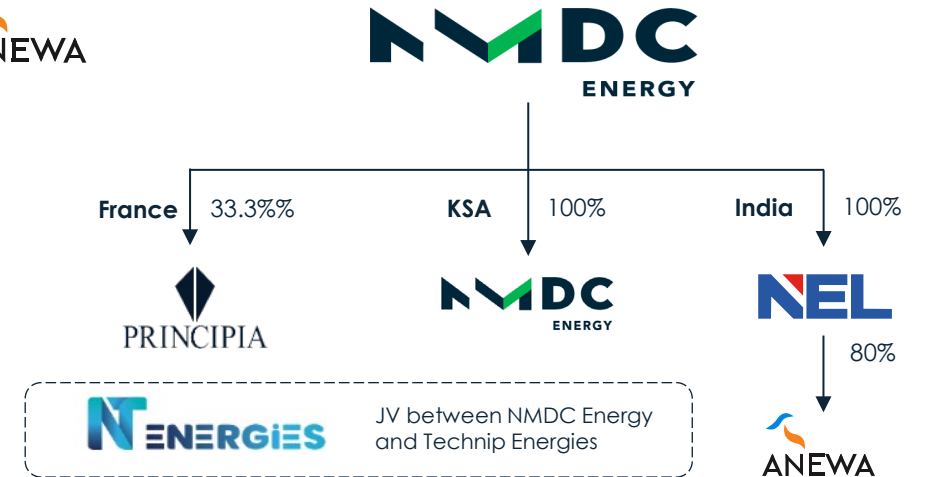 NEWA
NMDC
ENERGY
France 33.3%%
KSA 100%
India 100%
PRINCIPIA
NMDC
ENERGY
NEL
80%
NT ENERGIES
JV between NMDC Energy
and Technip Energies
ANEWA